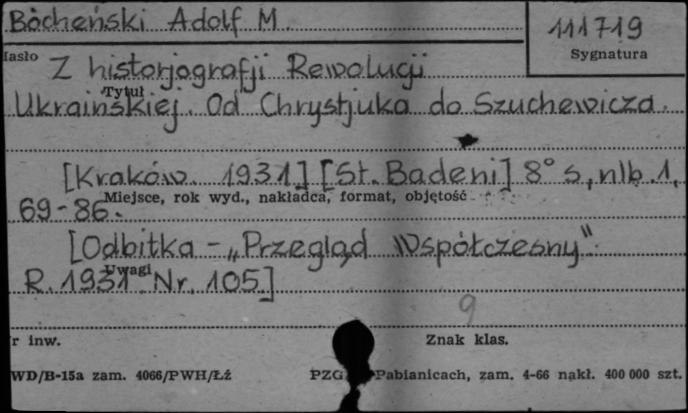 Bocheński Adolf M.
111719
Sygnatura
Hasło
Z historjografji Rewolucji
Tytuł
Ukraińskiej. Od Chrystjuka do Szuchewicza.
[Kraków. 1931] [St. Badeni] 8° s, nlb. 1,
Miejsce, rok wyd., nakładca, format, objętość
69-86.
[Odbitka - „Przegląd Współczesny"
Uwagi
R. 1931 Nr. 105]
9
r inw.
Znak klas.
WD/B-15a zam. 4066/PWH/Łź
PZG Pabianicach, zam. 4-66 nakł. 400 000 szt.